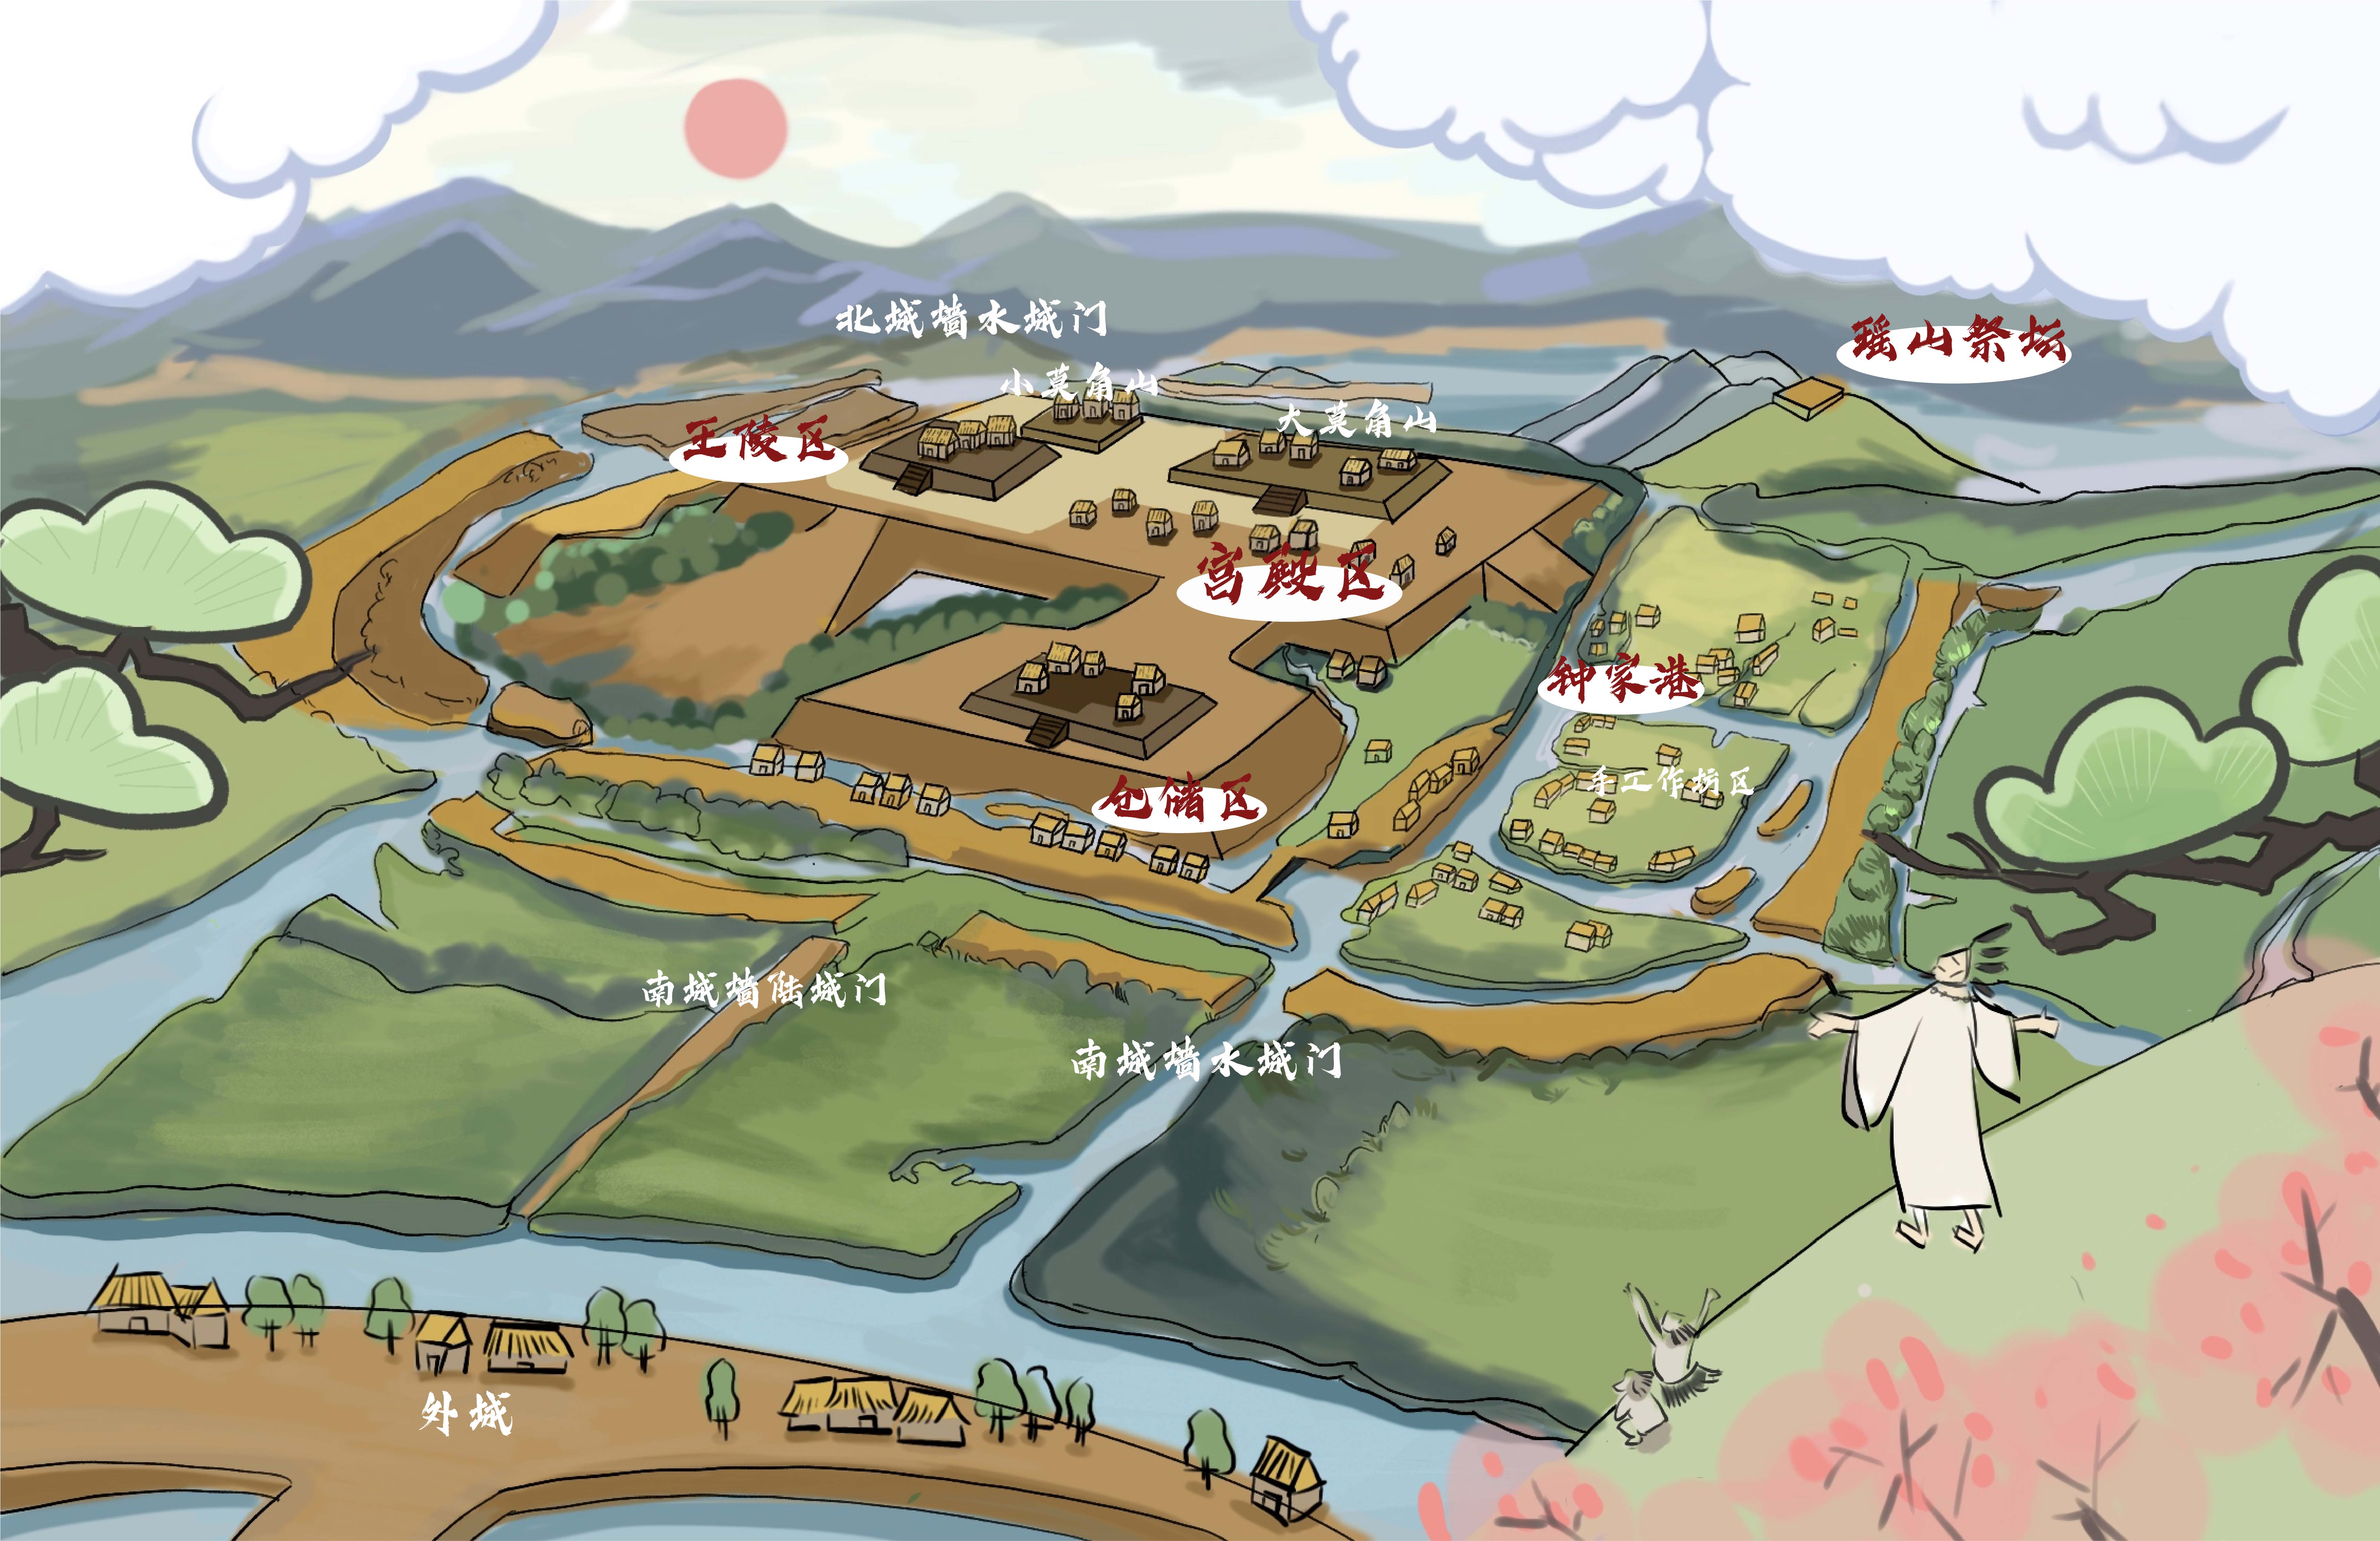 北城墙水城门
瑶山祭坛
小莫角山
大莫角山
王陵区
宫殿区
钟家港
手工作坊区
仓储区
南城墙陆城门
南城墙水城门
外城